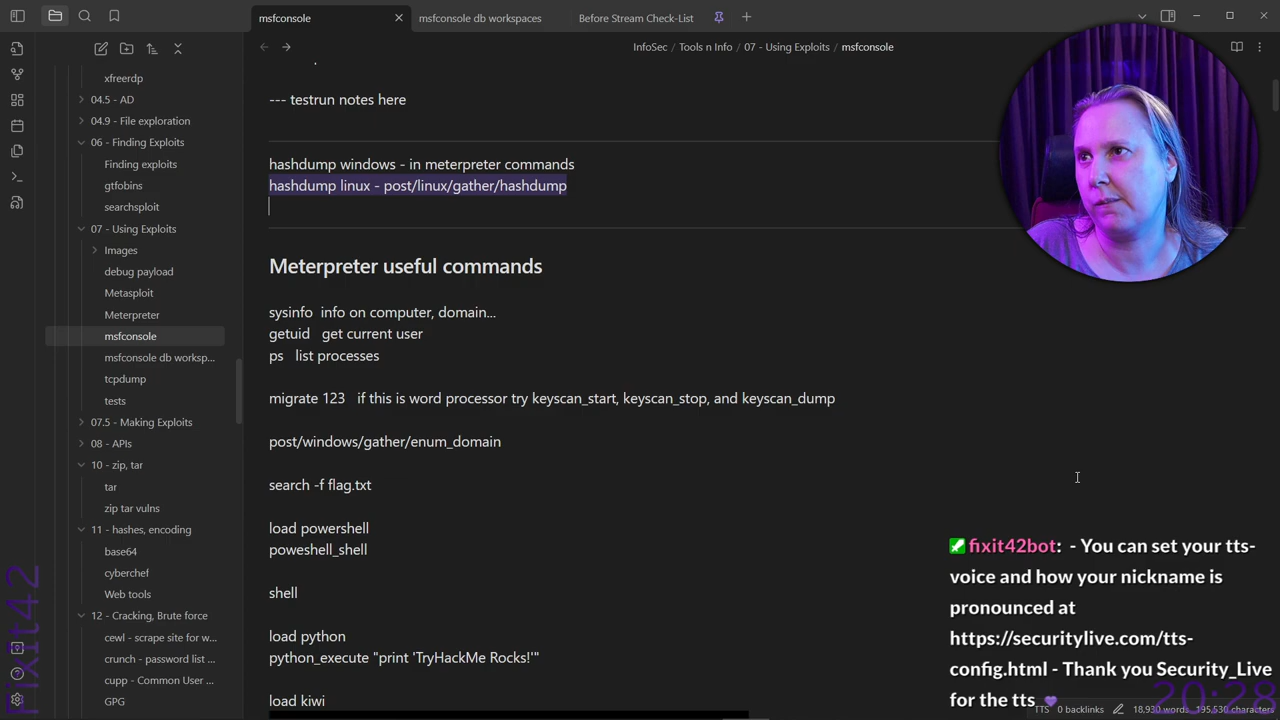 msfconsole
msfconsole db workspaces
Before Stream Check-List
InfoSec / Tools n Info / 07 - Using Exploits / msfconsole
xfreerdp
04.5 - AD
04.9 - File exploration
06 - Finding Exploits
Finding exploits
gtfobins
searchsploit
07 - Using Exploits
Images
debug payload
Metasploit
Meterpreter
msfconsole
msfconsole db worksp...
tcpdump
tests
07.5 - Making Exploits
08 - APIs
10 - zip, tar
tar
zip tar vulns
11 - hashes, encoding
base64
cyberchef
Web tools
12 - Cracking, Brute force
cewl - scrape site for w...
crunch - password list ...
cupp - Common User ...
GPG
--- testrun notes here
hashdump windows - in meterpreter commands
hashdump linux - post/linux/gather/hashdump
Meterpreter useful commands
sysinfo info on computer, domain...
getuid get current user
ps list processes
migrate 123 if this is word processor try keyscan_start, keyscan_stop, and keyscan_dump
post/windows/gather/enum_domain
search -f flag.txt
load powershell
poweshell_shell
shell
load python
python_execute "print 'TryHackMe Rocks!'"
load kiwi
fixit42bot: - You can set your tts-
voice and how your nickname is
pronounced at
https://securitylive.com/tts-
config.html - Thank you Security_Live
for the tts
Fixit42
20:28
TTS 0 backlinks 18,930 words 195,530 characters